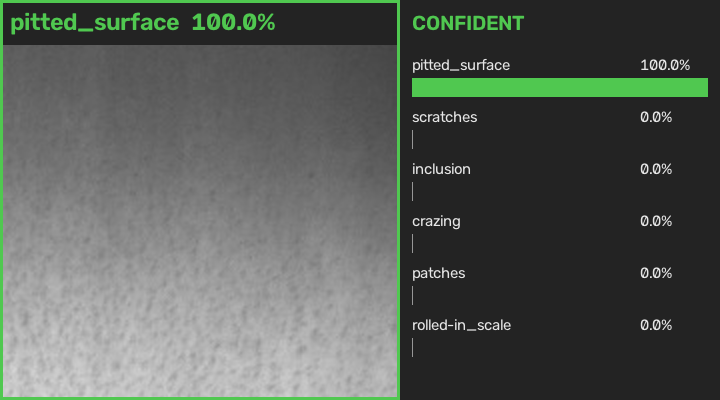 pitted_surface 100.0%
CONFIDENT
pitted_surface 100.0%
scratches 0.0%
inclusion 0.0%
crazing 0.0%
patches 0.0%
rolled-in_scale 0.0%